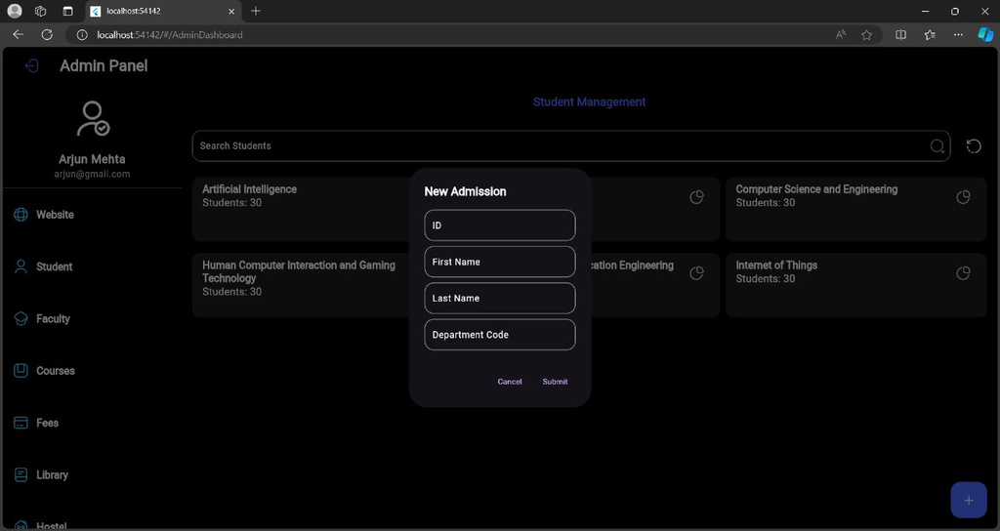 localhost:54142
localhost:54142/#/AdminDashboard
Admin Panel
Arjun Mehta
arjun@gmail.com
Website
Student
Faculty
Courses
Fees
Library
Hostel
Student Management
Search Students
Artificial Intelligence
Students: 30
Computer Science and Engineering
Students: 30
Human Computer Interaction and Gaming
Technology
Students: 30
cation Engineering
Internet of Things
Students: 30
New Admission
ID
First Name
Last Name
Department Code
Cancel
Submit